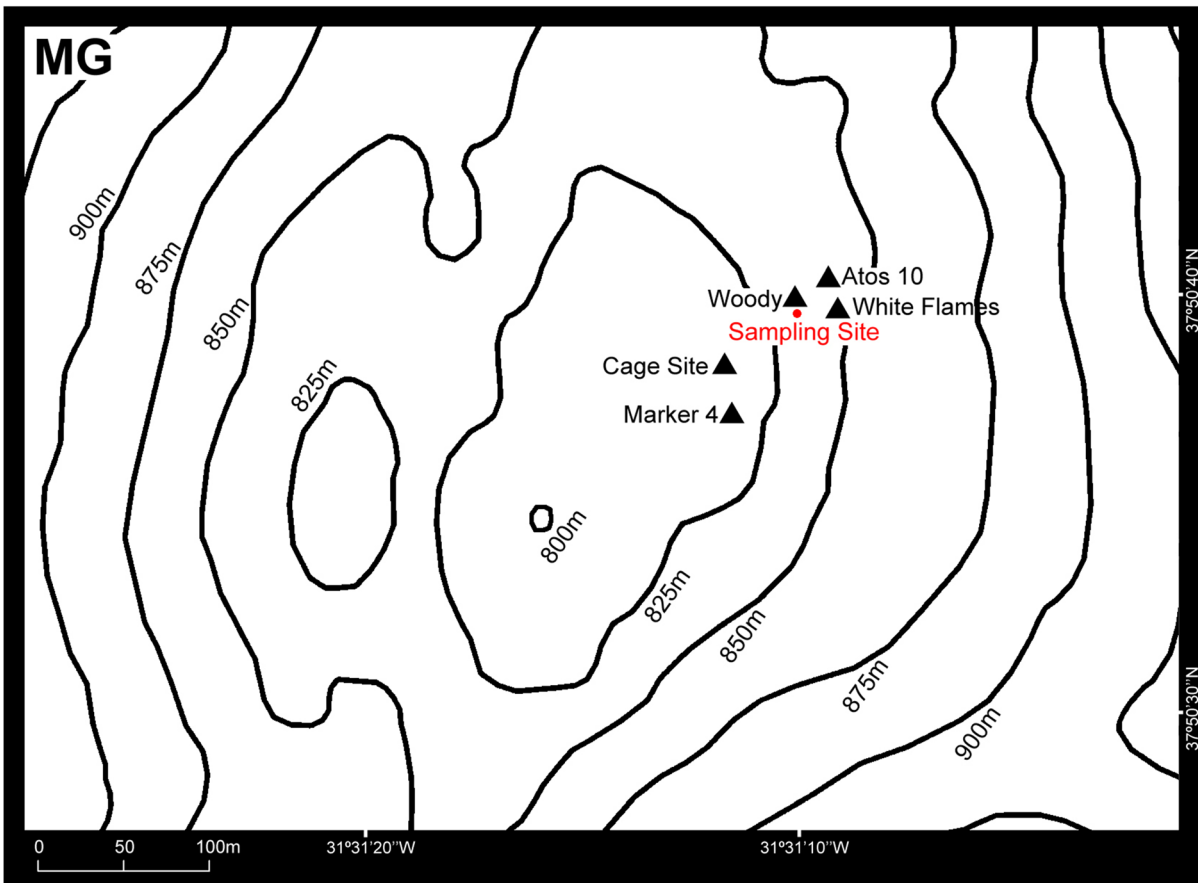 MG
900m
875m
850m
825m
Atos 10
Woody
White Flames
Sampling Site
Cage Site
Marker 4
800m
825m
850m
875m
900m
37°50'40''N
37°50'30''N
0 50 100m
31°31'20''W
31°31'10''W